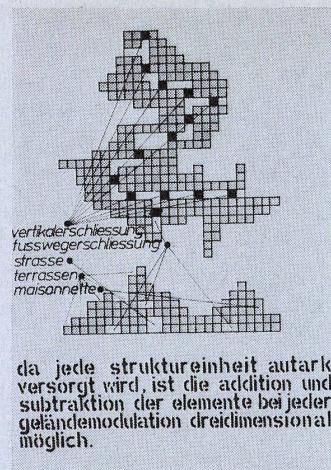 vertikalerschliessung
fusswegerschliessung
strasse
terrassen
maisonnette
da jede struktureinheit autark
versorgt wird, ist die addition und
subtraktion der elemente bei jeder
geländemodulation dreidimensional
möglich.